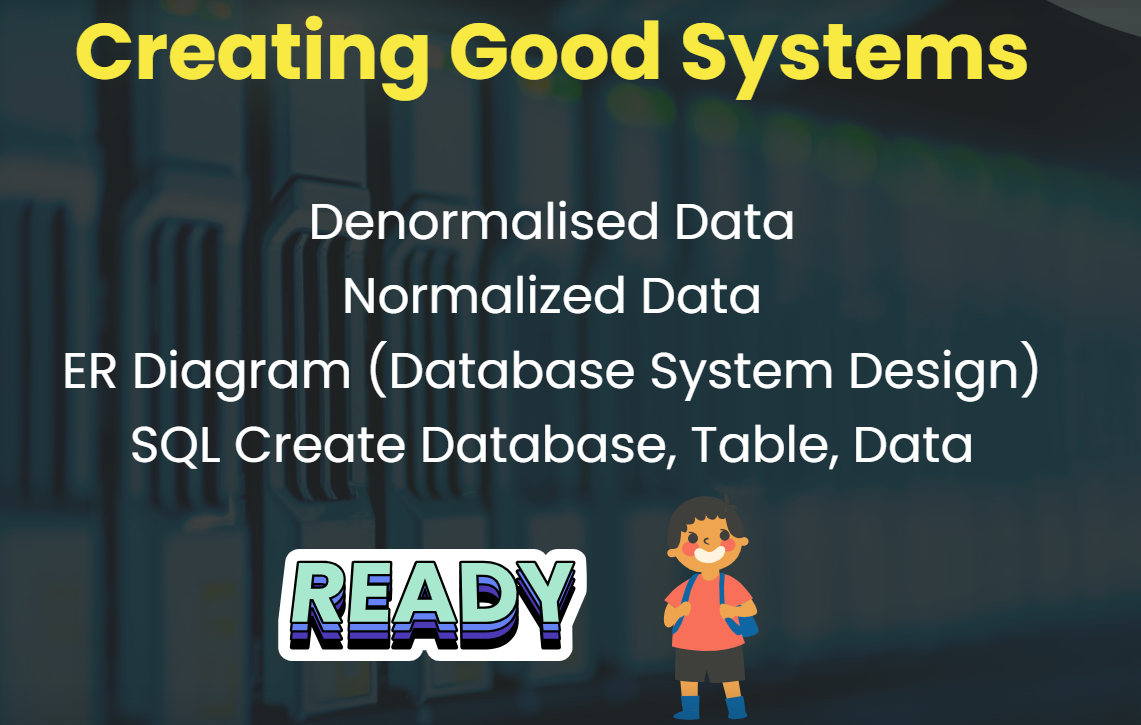 Creating Good Systems
Denormalised Data
Normalized Data
ER Diagram (Database System Design)
SQL Create Database, Table, Data
READY